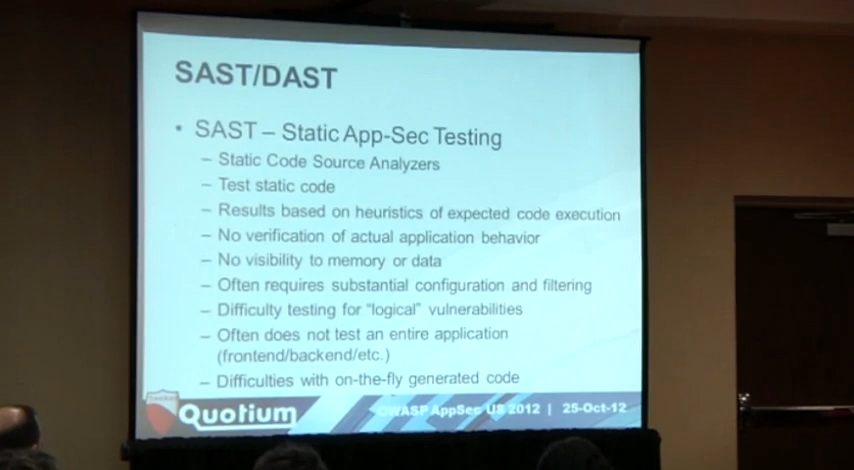 SAST/DAST
• SAST – Static App-Sec Testing
– Static Code Source Analyzers
– Test static code
– Results based on heuristics of expected code execution
– No verification of actual application behavior
– No visibility to memory or data
– Often requires substantial configuration and filtering
– Difficulty testing for “logical” vulnerabilities
– Often does not test an entire application
(frontend/backend/etc.)
– Difficulties with on-the-fly generated code
Quotium
OWASP AppSec US 2012 | 25-Oct-12